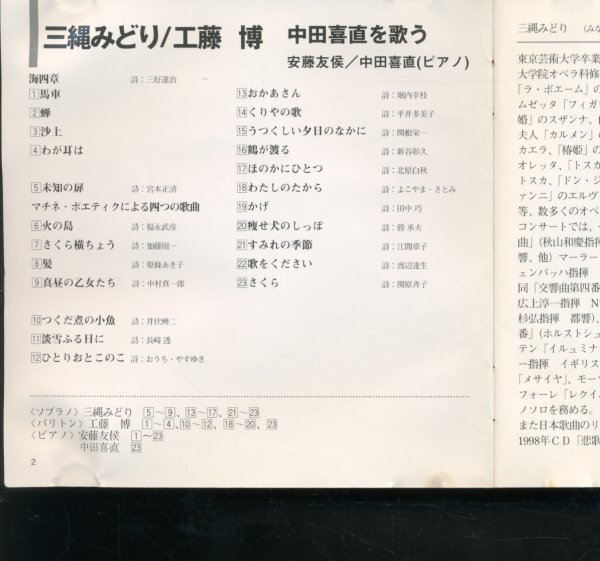 三縄みどり/工藤 博 中田喜直を歌う
安藤友侯/中田喜直(ピアノ)
海四章 詩:三好達治
1 馬車
2 蝉
3 沙上
4 わが耳は
5 未知の扉 詩:宮本正清
マチネ・ポエティクによる四つの歌曲
6 火の鳥 詩:福永武彦
7 さくら横ちょう 詩:加藤周一
8 髪 詩:原條あき子
9 真昼の乙女たち 詩:中村真一郎
10 つくだ煮の小魚 詩:井伏鱒二
11 淡雪ふる日に 詩:長崎 透
12 ひとりおとこのこ 詩:おうち・やすゆき
13 おかあさん 詩:堀内幸枝
14 くりやの歌 詩:平井多美子
15 うつくしい夕日のなかに 詩:関根栄一
16 鶴が渡る 詩:新谷彰久
17 ほのかにひとつ 詩:北原白秋
18 わたしのたから 詩:よこやま・さとみ
19 かげ 詩:田中 巧
20 痩せ犬のしっぽ 詩:勝 承夫
21 すみれの季節 詩:江間章子
22 歌をください 詩:渡辺達生
23 さくら 詩:関原斉子
〈ソプラノ〉三縄みどり 5~9、13~17、21~23
〈バリトン〉工藤 博 1~4、10~12、18~20、23
〈ピアノ〉安藤友侯 1~23
中田喜直 23
2
三縄みどり (みな
東京芸術大学卒業
大学院オペラ科修
「ラ・ボエーム」の
ムゼッタ「フィガロ
婚」のスザンナ、
夫人「カルメン」の
カエラ、「椿姫」の
オレッタ、「トスカ
トスカ、「ドン・ジ
ァンニ」のエルヴ
等、数多くのオペ
コンサートでは、
曲」(秋山和慶指揮
響、他) マーラー
ェンバッハ指揮
同「交響曲第四番
広上淳一指揮 N
杉弘指揮 都響)、
番」(ホルストシュ
テン「イルュミナ
ー指揮 イギリス
「メサイヤ」、モーツ
フォーレ「レクイエ
ノソロを務める。
また日本歌曲のリ
1998年CD「悲歌